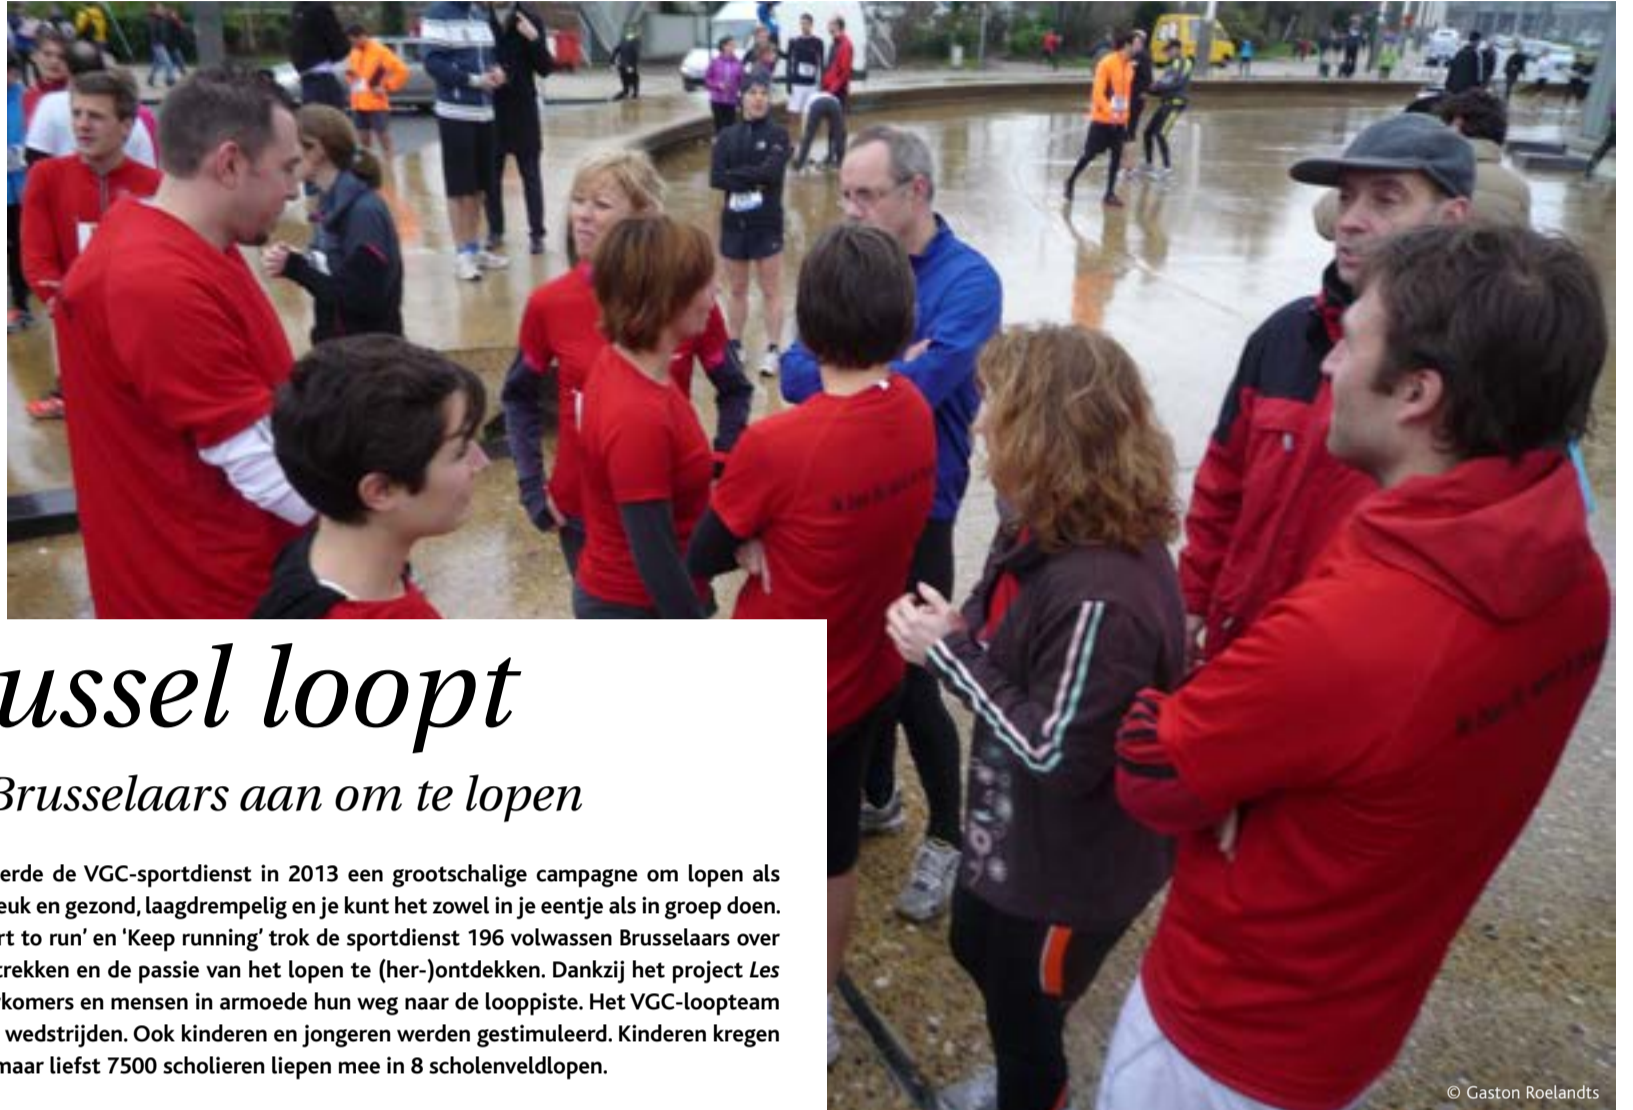 ussel loopt
Brusselaars aan om te lopen
erde de VGC-sportdienst in 2013 een grootschalige campagne om lopen als
euk en gezond, laagdrempelig en je kunt het zowel in je eentje als in groep doen.
rt to run’ en ‘Keep running’ trok de sportdienst 196 volwassen Brusselaars over
trekken en de passie van het lopen te (her-)ontdekken. Dankzij het project Les
komers en mensen in armoede hun weg naar de looppiste. Het VGC-loopteam
wedstrijden. Ook kinderen en jongeren werden gestimuleerd. Kinderen kregen
maar liefst 7500 scholieren liepen mee in 8 scholenveldlopen.
© Gaston Roelandts